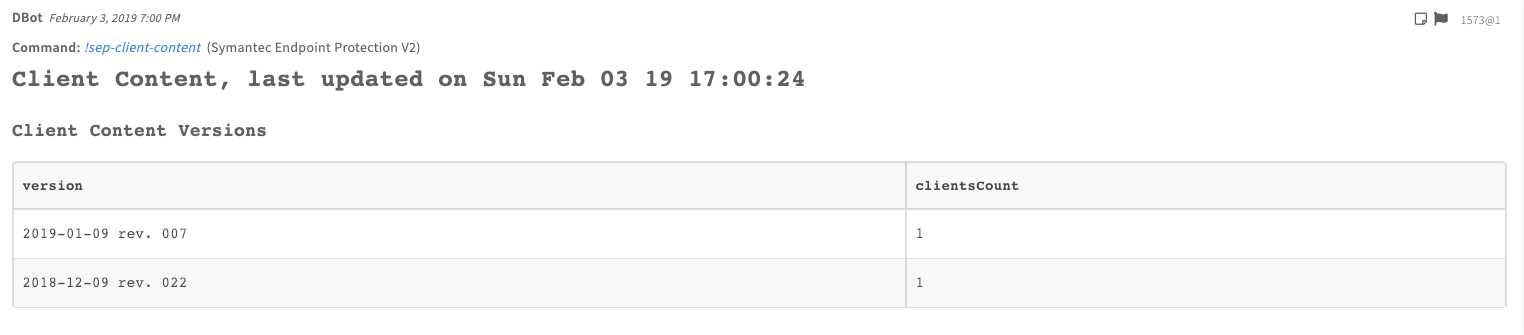 DBot February 3, 2019 7:00 PM 1573@1
Command: !sep-client-content (Symantec Endpoint Protection V2)
Client Content, last updated on Sun Feb 03 19 17:00:24
Client Content Versions
version clientsCount
2019-01-09 rev. 007 1
2018-12-09 rev. 022 1